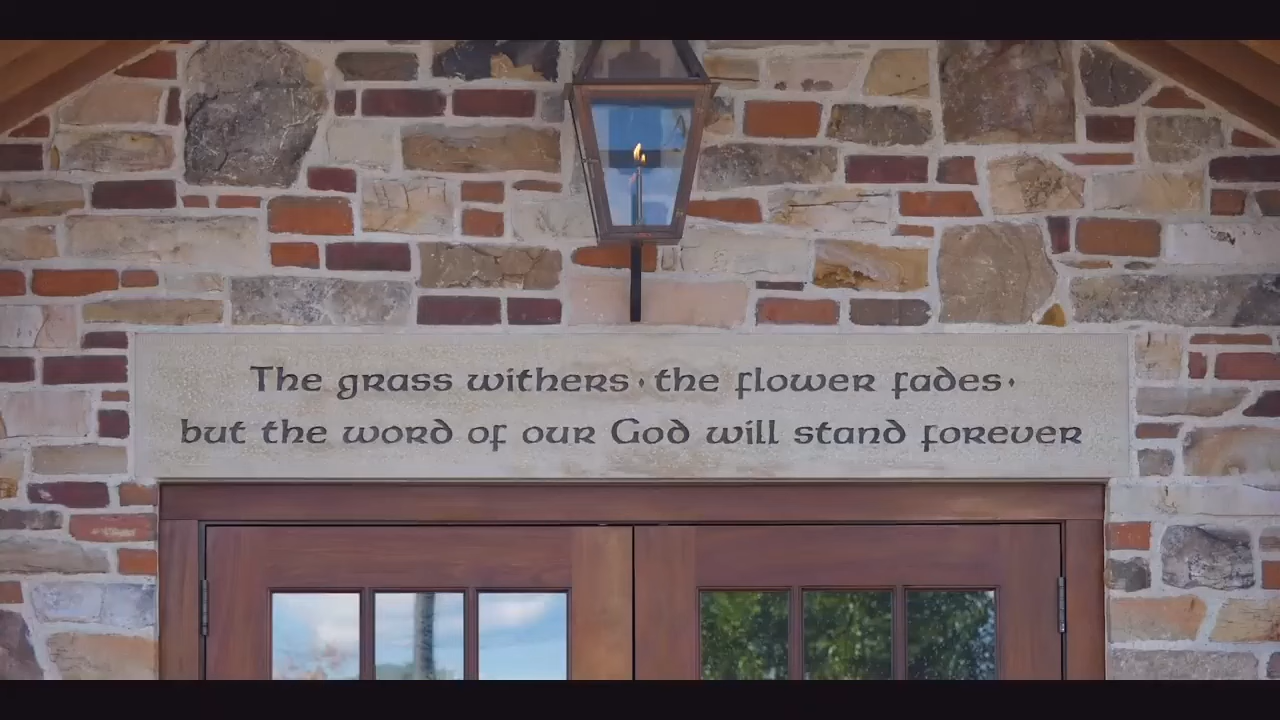 The grass withers · the flower fades ·
but the word of our God will stand forever